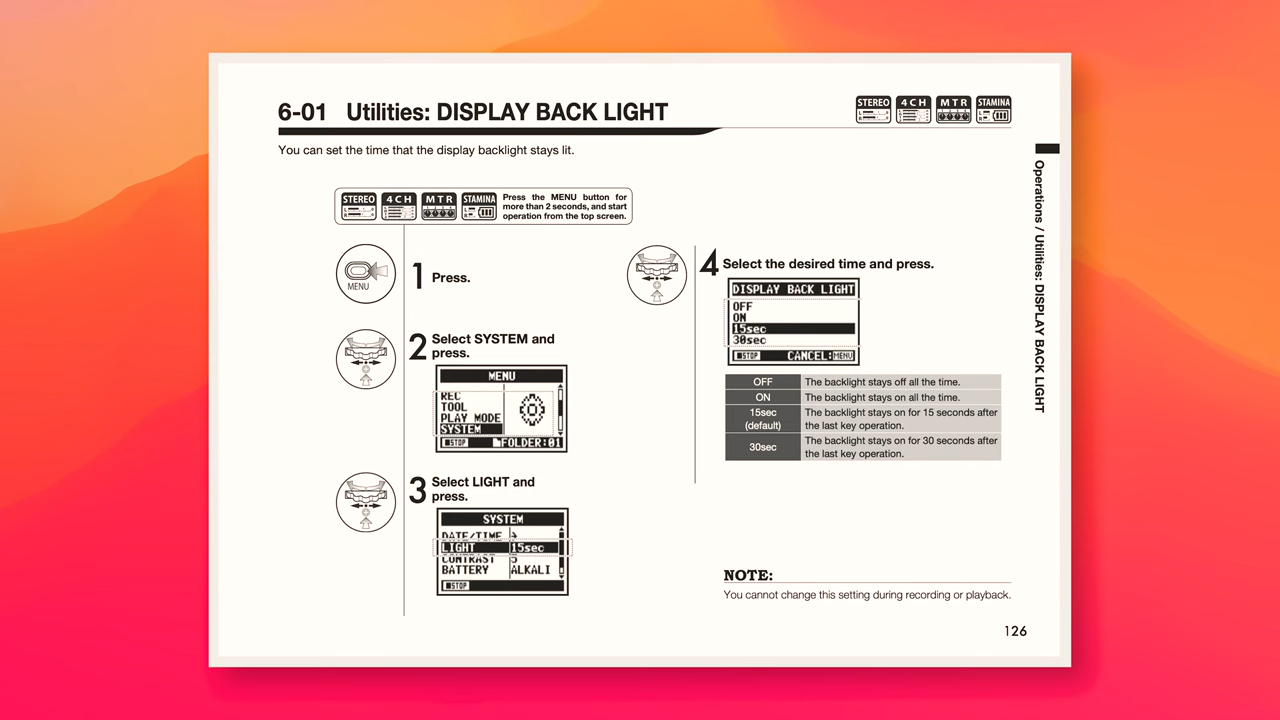 6-01 Utilities: DISPLAY BACK LIGHT
STEREO 4CH MTR STAMINA
You can set the time that the display backlight stays lit.
STEREO 4CH MTR STAMINA
Press the MENU button for
more than 2 seconds, and start
operation from the top screen.
MENU
1 Press.
2 Select SYSTEM and
press.
MENU
REC
TOOL
PLAY MODE
SYSTEM
STOP FOLDER:01
3 Select LIGHT and
press.
SYSTEM
DATE/TIME
LIGHT 15sec
CONTRAST 5
BATTERY ALKALI
STOP
4 Select the desired time and press.
DISPLAY BACK LIGHT
OFF
ON
15sec
30sec
STOP CANCEL:MENU
OFF The backlight stays off all the time.
ON The backlight stays on all the time.
15sec The backlight stays on for 15 seconds after
(default) the last key operation.
30sec The backlight stays on for 30 seconds after
the last key operation.
NOTE:
You cannot change this setting during recording or playback.
Operations / Utilities: DISPLAY BACK LIGHT
126